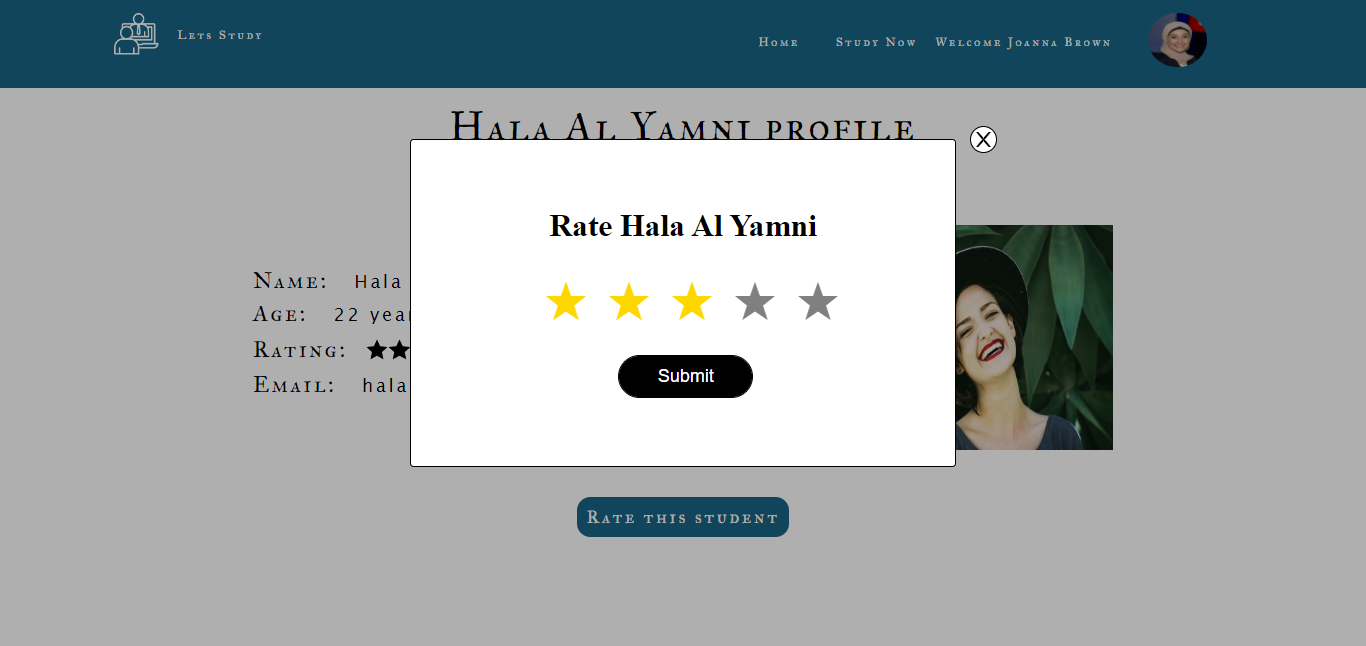 Lets Study
Home Study Now Welcome Joanna Brown
Hala Al Yamni profile
X
Rate Hala Al Yamni
Name: Hala
Age: 22
Rating: ★★
Email: hala
Submit
Rate this student